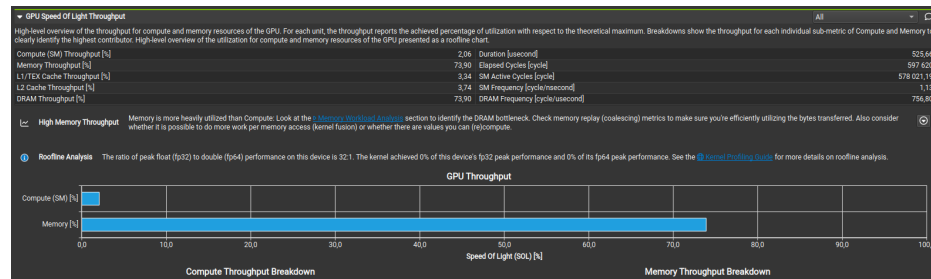 GPU Speed Of Light Throughput All
High-level overview of the throughput for compute and memory resources of the GPU. For each unit, the throughput reports the achieved percentage of utilization with respect to the theoretical maximum. Breakdowns show the throughput for each individual sub-metric of Compute and Memory to
clearly identify the highest contributor. High-level overview of the utilization for compute and memory resources of the GPU presented as a roofline chart.
Compute (SM) Throughput [%] 2,06 Duration [usecond] 525,66
Memory Throughput [%] 73,90 Elapsed Cycles [cycle] 597 620
L1/TEX Cache Throughput [%] 3,34 SM Active Cycles [cycle] 578 021,19
L2 Cache Throughput [%] 3,74 SM Frequency [cycle/nsecond] 1,13
DRAM Throughput [%] 73,90 DRAM Frequency [cycle/usecond] 756,80
High Memory Throughput Memory is more heavily utilized than Compute: Look at the Memory Workload Analysis section to identify the DRAM bottleneck. Check memory replay (coalescing) metrics to make sure you're efficiently utilizing the bytes transferred. Also consider
whether it is possible to do more work per memory access (kernel fusion) or whether there are values you can (re)compute.
Roofline Analysis The ratio of peak float (fp32) to double (fp64) performance on this device is 32:1. The kernel achieved 0% of this device's fp32 peak performance and 0% of its fp64 peak performance. See the Kernel Profiling Guide for more details on roofline analysis.
GPU Throughput
Compute (SM) [%]
Memory [%]
0,0 10,0 20,0 30,0 40,0 50,0 60,0 70,0 80,0 90,0 100,
Speed Of Light (SOL) [%]
Compute Throughput Breakdown Memory Throughput Breakdown